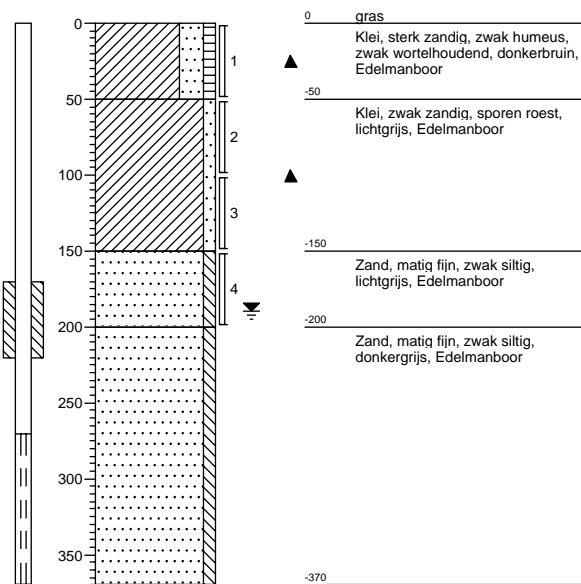 0
gras
Klei, sterk zandig, zwak humeus,
zwak wortelhoudend, donkerbruin,
Edelmanboor
-50
Klei, zwak zandig, sporen roest,
lichtgrijs, Edelmanboor
-150
Zand, matig fijn, zwak siltig,
lichtgrijs, Edelmanboor
-200
Zand, matig fijn, zwak siltig,
donkergrijs, Edelmanboor
-370
0
50
100
150
200
250
300
350
1
2
3
4